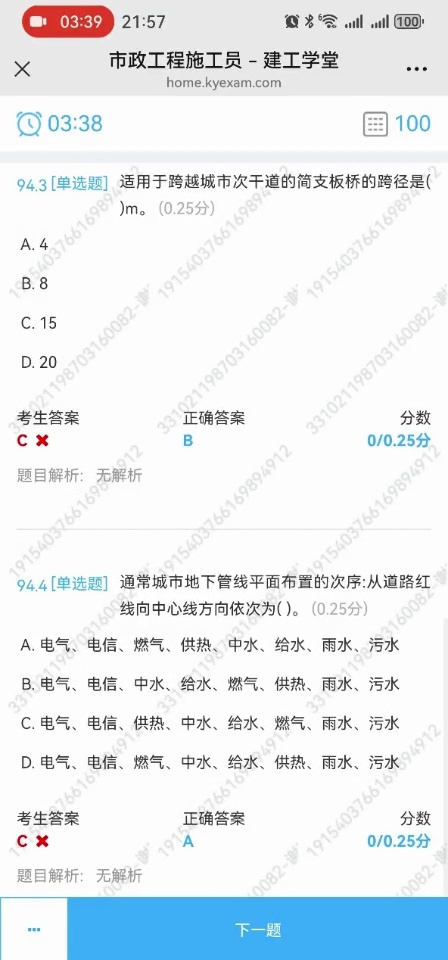 03:39 21:57 6 100
市政工程施工员 – 建工学堂
home.kyexam.com
03:38 100
94.3 [单选题] 适用于跨越城市次干道的简支板桥的跨径是(
)m。 (0.25分)
A. 4
B. 8
C. 15
D. 20
考生答案 正确答案 分数
C B 0/0.25分
题目解析: 无解析
94.4 [单选题] 通常城市地下管线平面布置的次序:从道路红
线向中心线方向依次为( )。 (0.25分)
A. 电气、电信、燃气、供热、中水、给水、雨水、污水
B. 电气、电信、中水、给水、燃气、供热、雨水、污水
C. 电气、电信、供热、中水、给水、燃气、雨水、污水
D. 电气、电信、燃气、中水、给水、供热、雨水、污水
考生答案 正确答案 分数
C A 0/0.25分
题目解析: 无解析
下一题
331021198703160082
19154037661698949​12